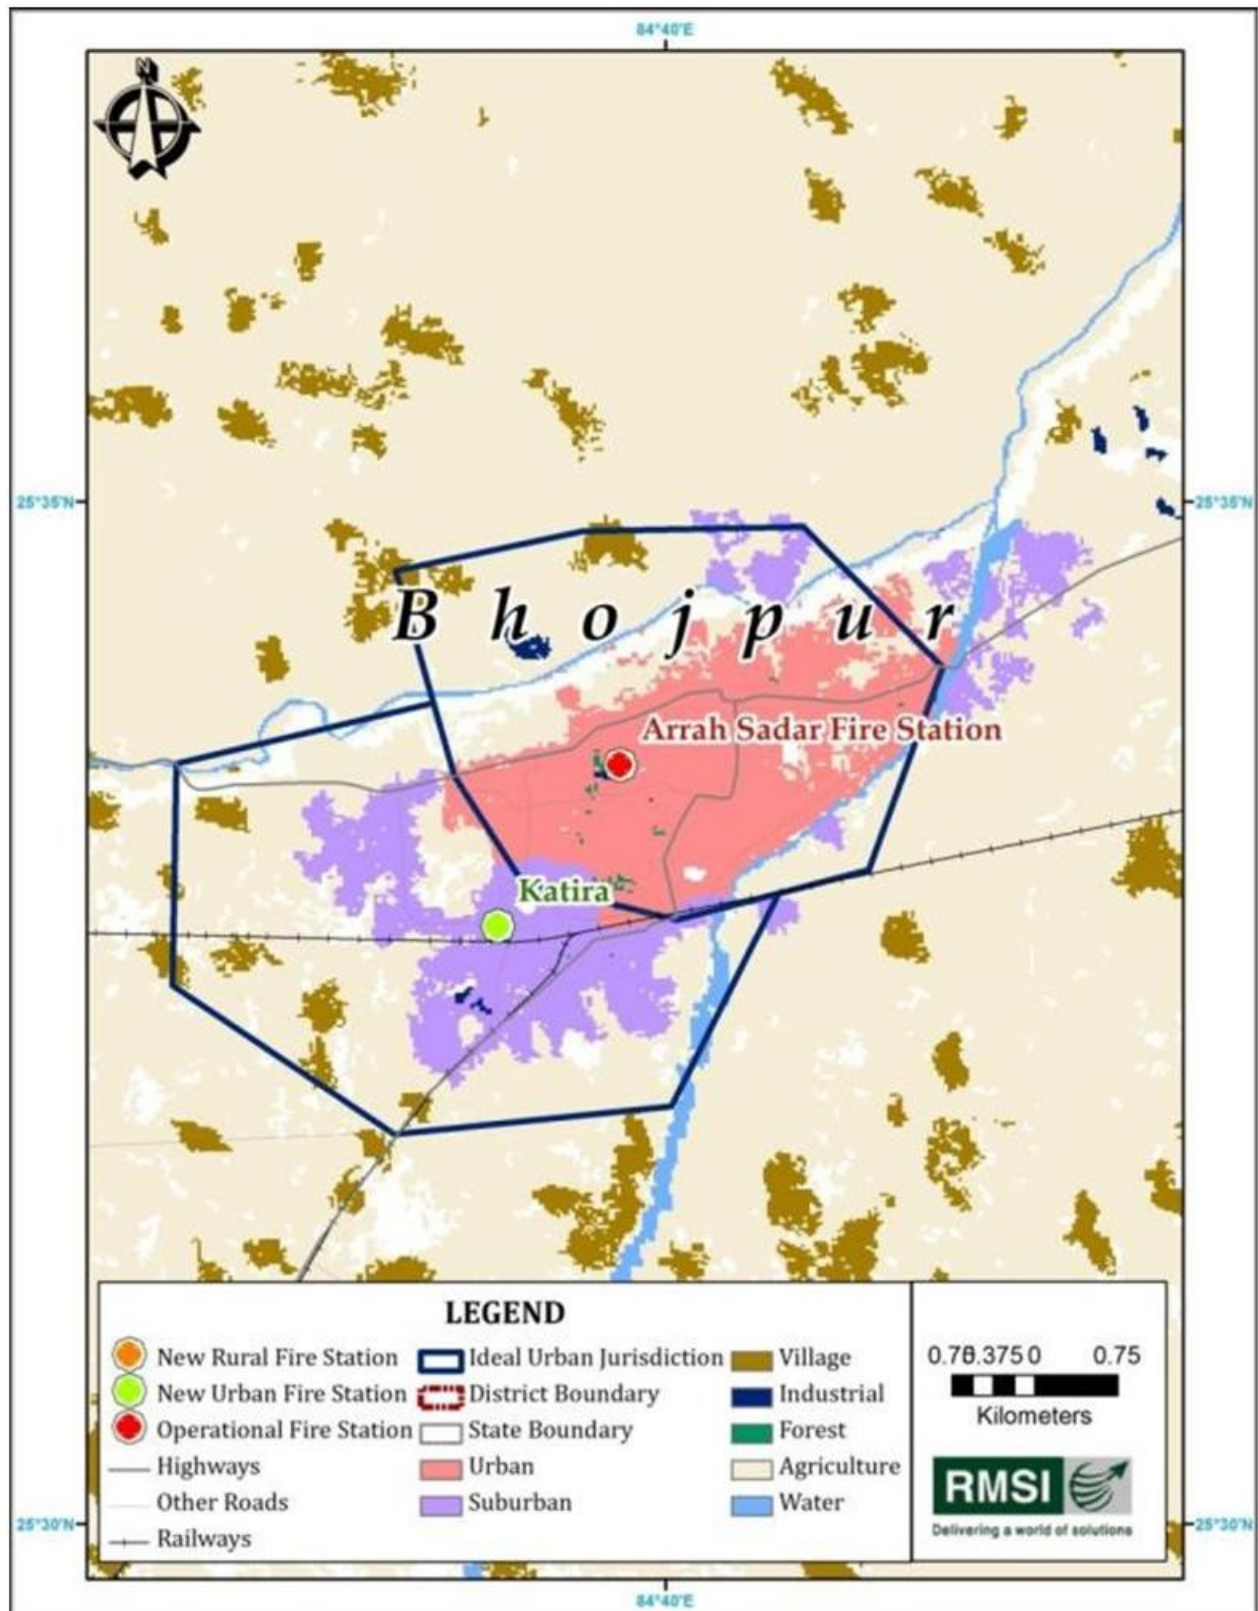 84°40'E
N
25°35'N
25°35'N
Bhojpur
Arrah Sadar Fire Station
Katira
LEGEND
New Rural Fire Station
New Urban Fire Station
Operational Fire Station
Highways
Other Roads
Railways
Ideal Urban Jurisdiction
District Boundary
State Boundary
Urban
Suburban
Village
Industrial
Forest
Agriculture
Water
0.75 0.375 0 0.75
Kilometers
RMSI
Delivering a world of solutions
25°30'N
25°30'N
84°40'E